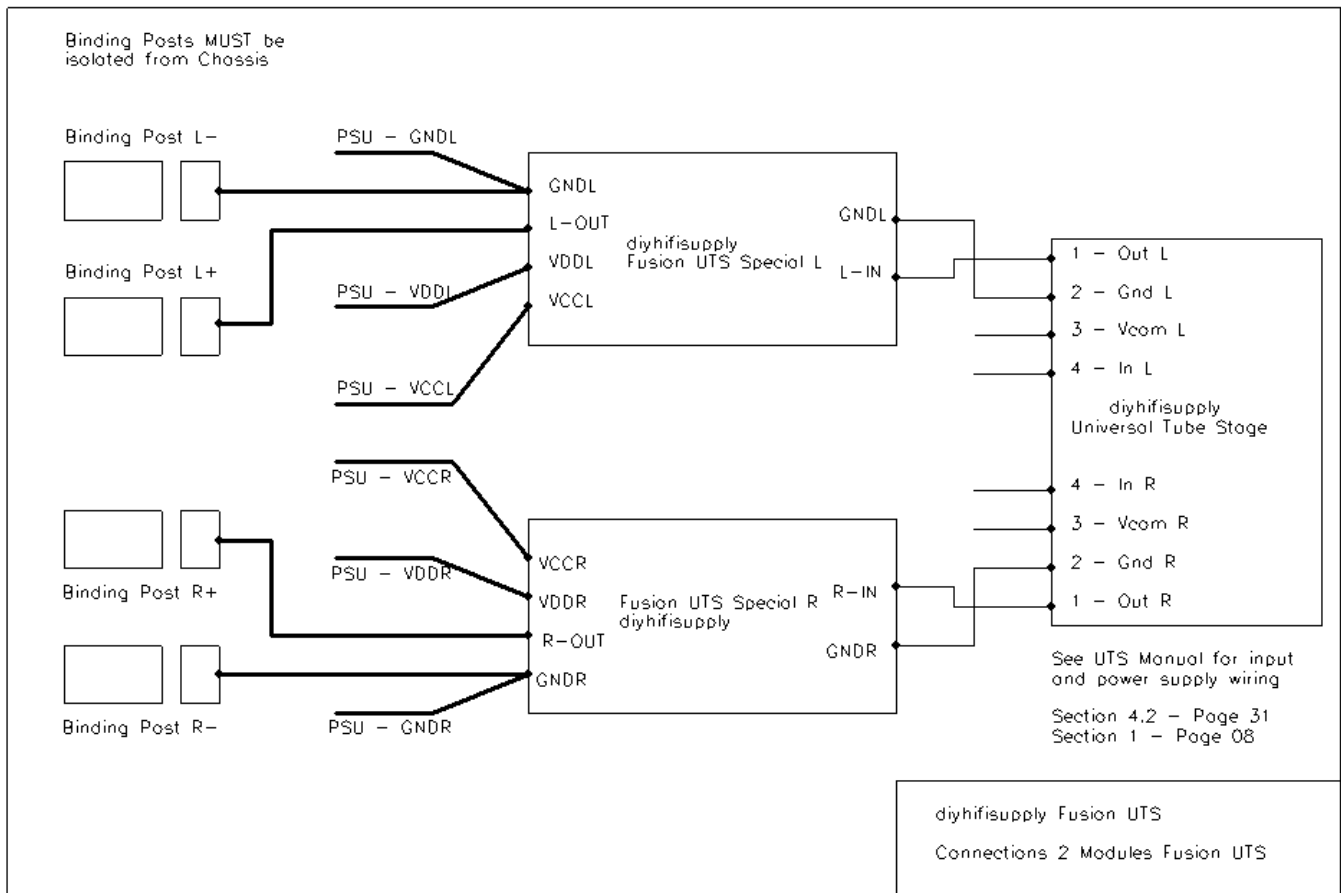 Binding Posts MUST be
isolated from Chassis
Binding Post L-
PSU - GNDL
GNDL
L-OUT
VDDL
VCCL
diyhifisupply
Fusion UTS Special L
GNDL
L-IN
Binding Post L+
PSU - VDDL
PSU - VCCL
1 - Out L
2 - Gnd L
3 - Vcom L
4 - In L
diyhifisupply
Universal Tube Stage
4 - In R
3 - Vcom R
2 - Gnd R
1 - Out R
PSU - VCCR
PSU - VDDR
Binding Post R+
VCCR
VDDR
R-OUT
GNDR
Fusion UTS Special R
diyhifisupply
R-IN
GNDR
Binding Post R-
PSU - GNDR
See UTS Manual for input
and power supply wiring
Section 4.2 - Page 31
Section 1 - Page 08
diyhifisupply Fusion UTS
Connections 2 Modules Fusion UTS